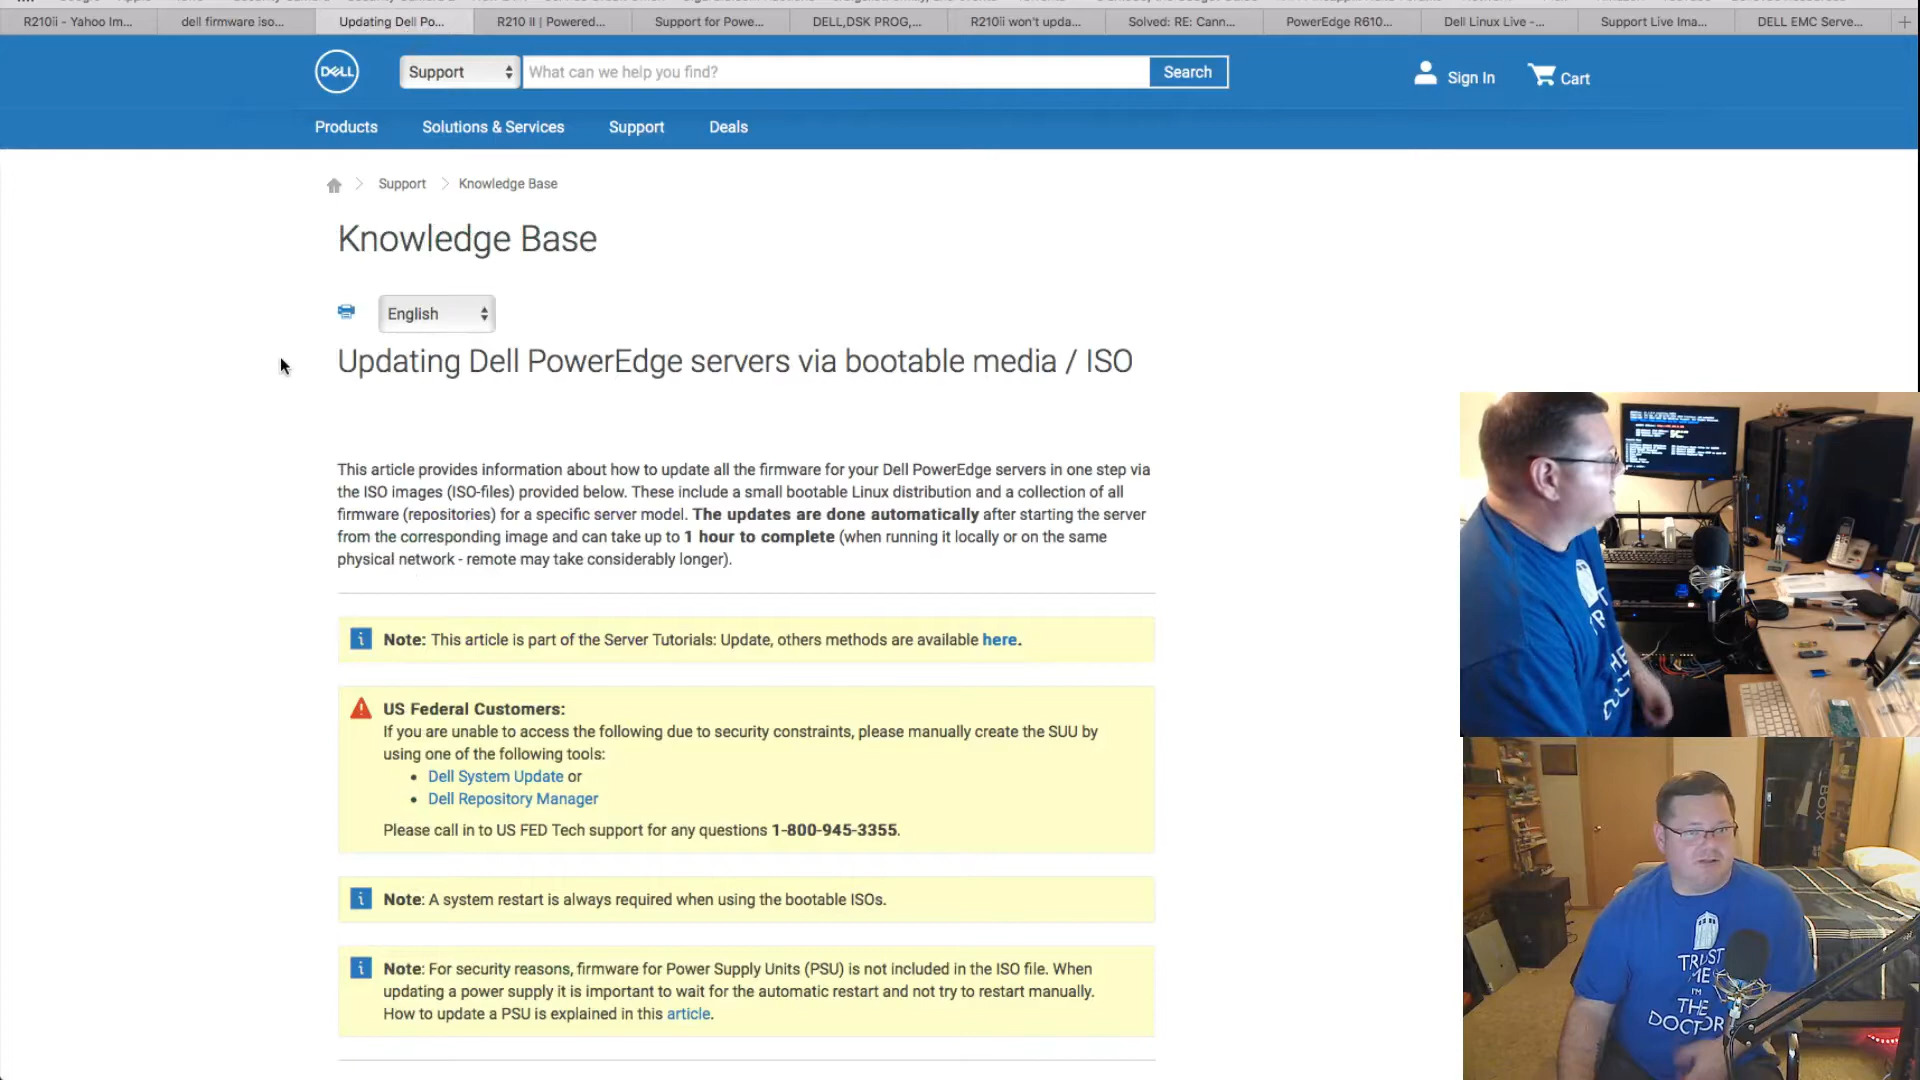 R210ii - Yahoo Im...
dell firmware iso...
Updating Dell Po...
R210 II | Powered...
Support for Powe...
DELL,DSK PROG,...
R210ii won't upda...
Solved: RE: Cann...
PowerEdge R610...
Dell Linux Live -...
Support Live Ima...
DELL EMC Serve...
DELL
Support
What can we help you find?
Search
Sign In
Cart
Products
Solutions & Services
Support
Deals
Support
Knowledge Base
Knowledge Base
English
Updating Dell PowerEdge servers via bootable media / ISO
This article provides information about how to update all the firmware for your Dell PowerEdge servers in one step via
the ISO images (ISO-files) provided below. These include a small bootable Linux distribution and a collection of all
firmware (repositories) for a specific server model. The updates are done automatically after starting the server
from the corresponding image and can take up to 1 hour to complete (when running it locally or on the same
physical network - remote may take considerably longer).
Note: This article is part of the Server Tutorials: Update, others methods are available here.
US Federal Customers:
If you are unable to access the following due to security constraints, please manually create the SUU by
using one of the following tools:
• Dell System Update or
• Dell Repository Manager
Please call in to US FED Tech support for any questions 1-800-945-3355.
Note: A system restart is always required when using the bootable ISOs.
Note: For security reasons, firmware for Power Supply Units (PSU) is not included in the ISO file. When
updating a power supply it is important to wait for the automatic restart and not try to restart manually.
How to update a PSU is explained in this article.
TRUST
ME
I'M
THE
DOCTOR